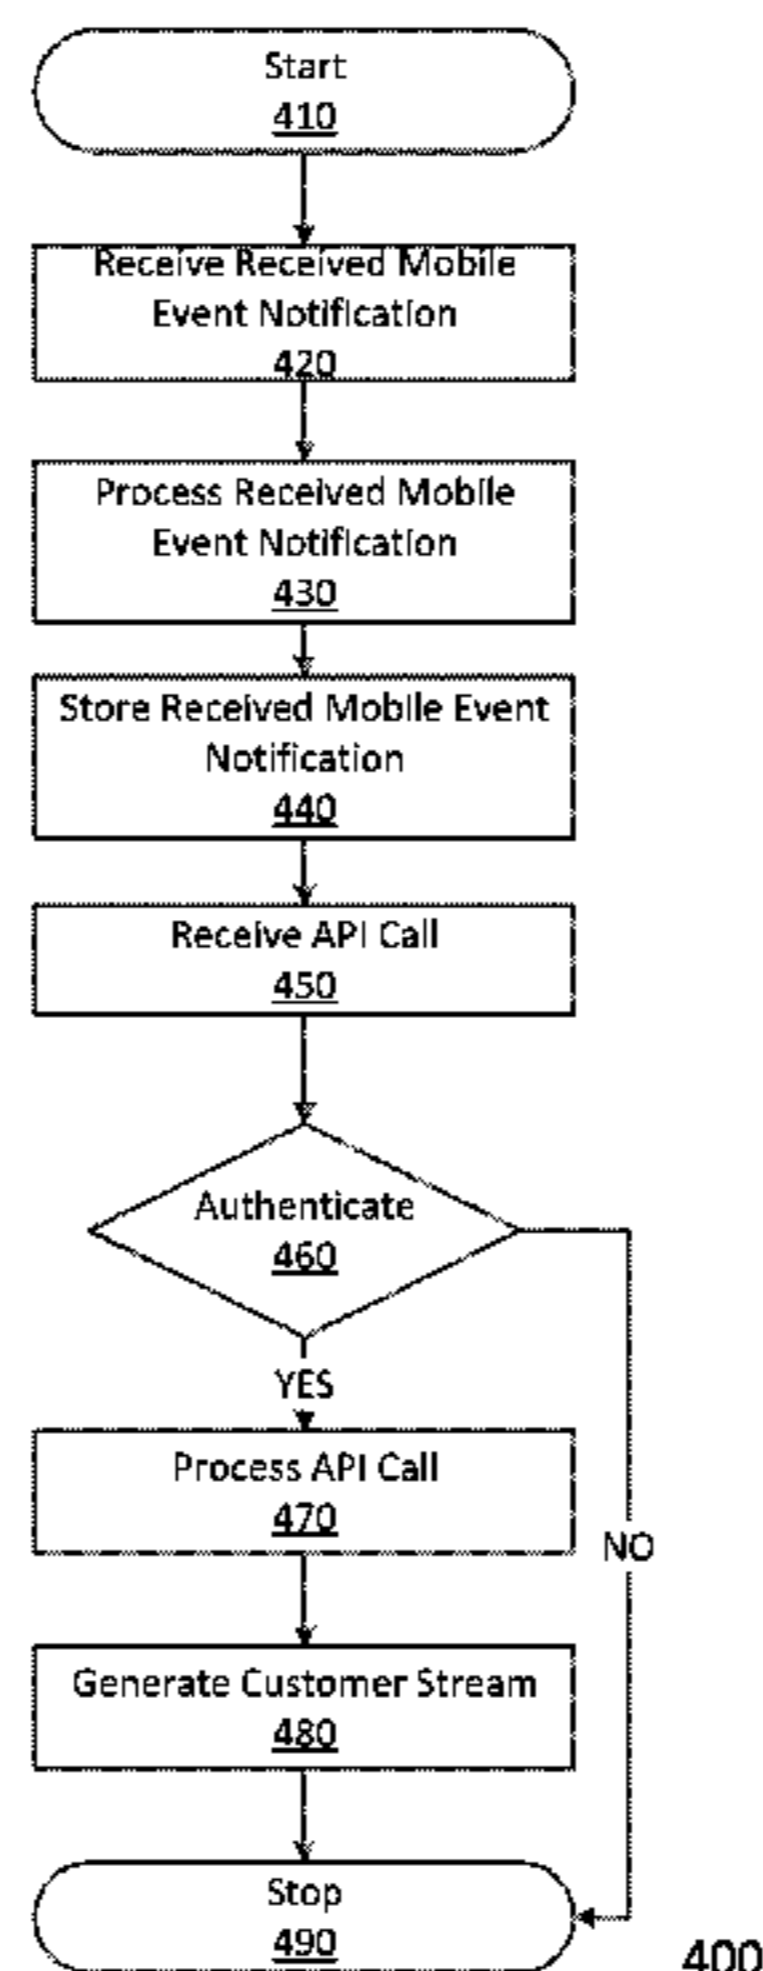 Start
410
Receive Received Mobile
Event Notification
420
Process Received Mobile
Event Notification
430
Store Received Mobile Event
Notification
440
Receive API Call
450
Authenticate
460
YES
Process API Call
470
NO
Generate Customer Stream
480
Stop
490
400